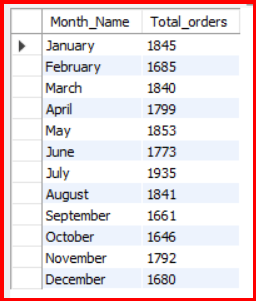 Month_Name Total_orders
January 1845
February 1685
March 1840
April 1799
May 1853
June 1773
July 1935
August 1841
September 1661
October 1646
November 1792
December 1680